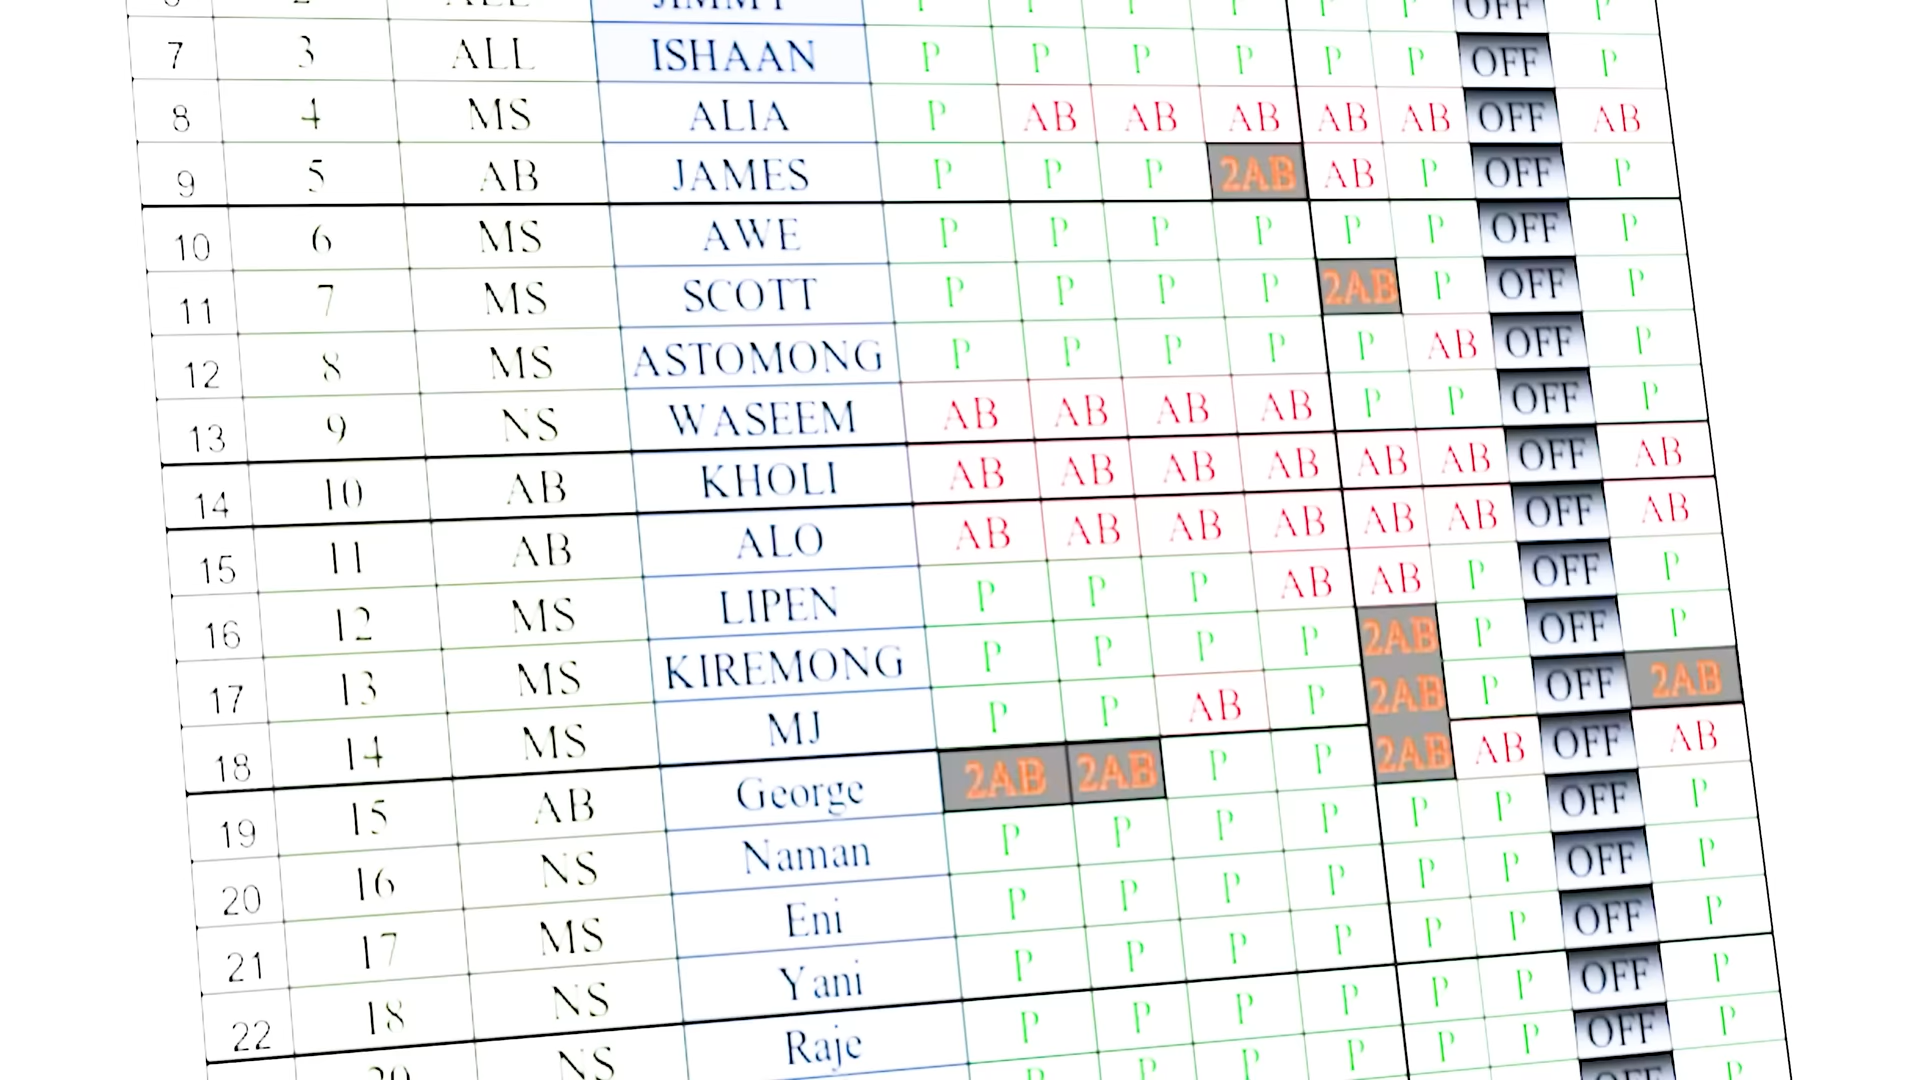 7 3 ALL ISHAAN P P P P P P OFF P
8 4 MS ALIA P AB AB AB AB AB OFF AB
9 5 AB JAMES P P P 2AB AB P OFF P
10 6 MS AWE P P P P P P OFF P
11 7 MS SCOTT P P P P 2AB P OFF P
12 8 MS ASTOMONG P P P P P AB OFF P
13 9 NS WASEEM AB AB AB AB P P OFF P
14 10 AB KHOLI AB AB AB AB AB AB OFF AB
15 11 AB ALO AB AB AB AB AB AB OFF AB
16 12 MS LIPEN P P P AB AB P OFF P
17 13 MS KIREMONG P P P P 2AB P OFF P
18 14 MS MJ P P AB P 2AB P OFF 2AB
19 15 AB George 2AB 2AB P P 2AB AB OFF AB
20 16 NS Naman P P P P P P OFF P
21 17 MS Eni P P P P P P OFF P
22 18 NS Yani P P P P P P OFF P
NS Raje P P P P P P OFF P